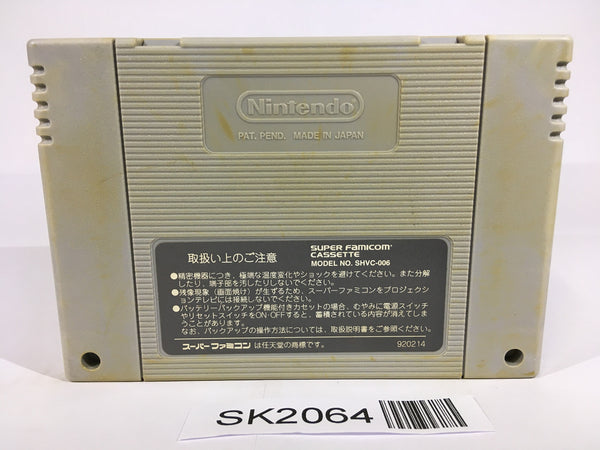 Nintendo
PAT. PEND. MADE IN JAPAN
取扱い上のご注意
SUPER FAMICOM
CASSETTE
MODEL NO. SHVC-006
●精密機器につき、極端な温度変化やショックを避けてください。また分解
したり、端子部を汚したりしないでください。
●残像現象（画面焼け）が生ずるため、スーパーファミコンをプロジェクシ
ョンテレビには接続しないでください。
●バッテリーバックアップ機能付きカセットの場合、むやみに電源スイッチ
やリセットスイッチをON・OFFすると、蓄積されている内容が消えてしま
うことがあります。
なお、バックアップの操作方法については、取扱説明書をご参照ください。
スーパーファミコン は任天堂の商標です。
920214
SK2064